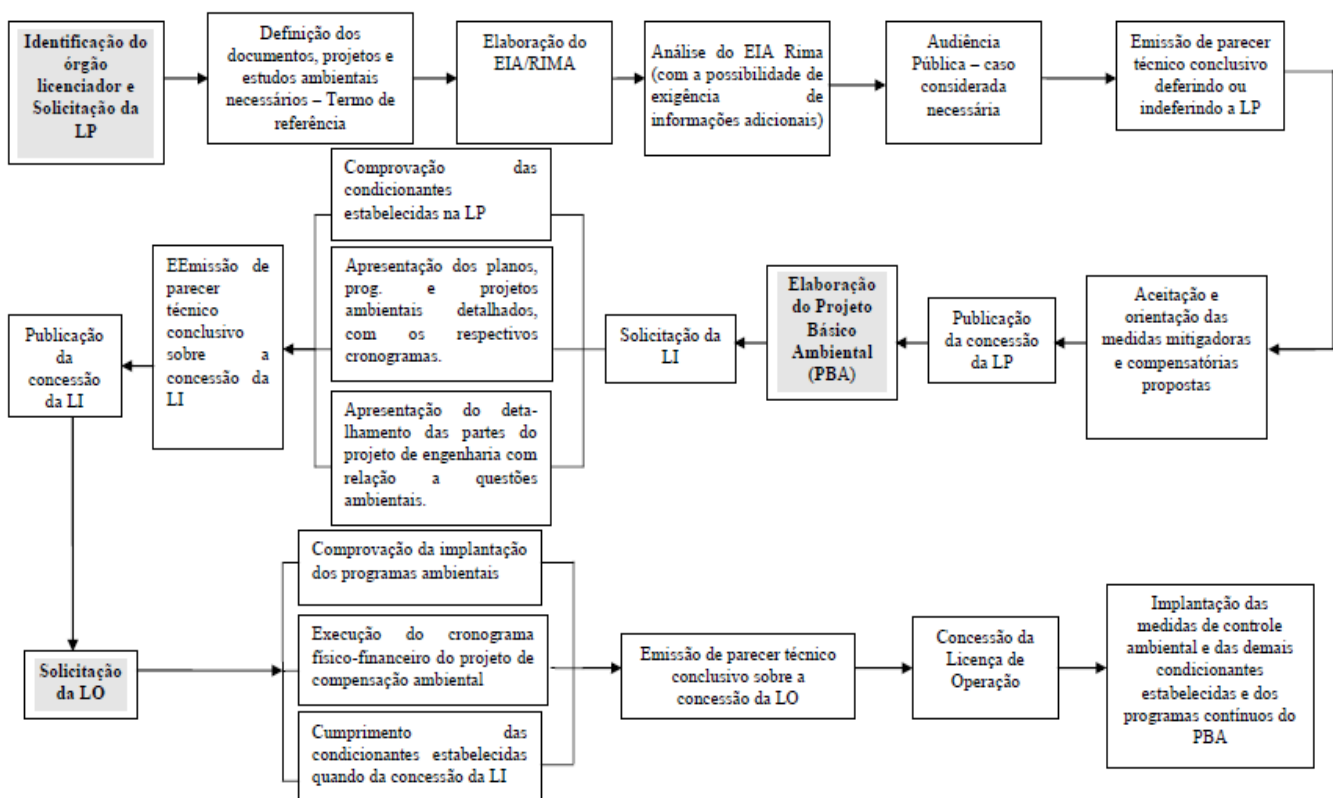 Identificação do
órgão
licenciador e
Solicitação da
LP
Definição dos
documentos, projetos e
estudos ambientais
necessários – Termo de
referência
Elaboração do
EIA/RIMA
Análise do EIA Rima
(com a possibilidade de
exigência de
informações adicionais)
Audiência
Pública – caso
considerada
necessária
Emissão de parecer
técnico conclusivo
deferindo ou
indeferindo a LP
Aceitação e
orientação das
medidas mitigadoras
e compensatórias
propostas
Publicação da
concessão da
LP
Elaboração
do Projeto
Básico
Ambiental
(PBA)
Solicitação da
LI
Comprovação das
condicionantes
estabelecidas na LP
Apresentação dos planos,
prog. e projetos
ambientais detalhados,
com os respectivos
cronogramas.
Apresentação do deta-
lhamento das partes do
projeto de engenharia com
relação a questões
ambientais.
EEmissão de
parecer
técnico
conclusivo
sobre a
concessão da
LI
Publicação
da
concessão
da LI
Solicitação
da LO
Comprovação da implantação
dos programas ambientais
Execução do cronograma
físico-financeiro do projeto de
compensação ambiental
Cumprimento das
condicionantes estabelecidas
quando da concessão da LI
Emissão de parecer técnico
conclusivo sobre a
concessão da LO
Concessão da
Licença de
Operação
Implantação das
medidas de controle
ambiental e das demais
condicionantes
estabelecidas e dos
programas contínuos do
PBA